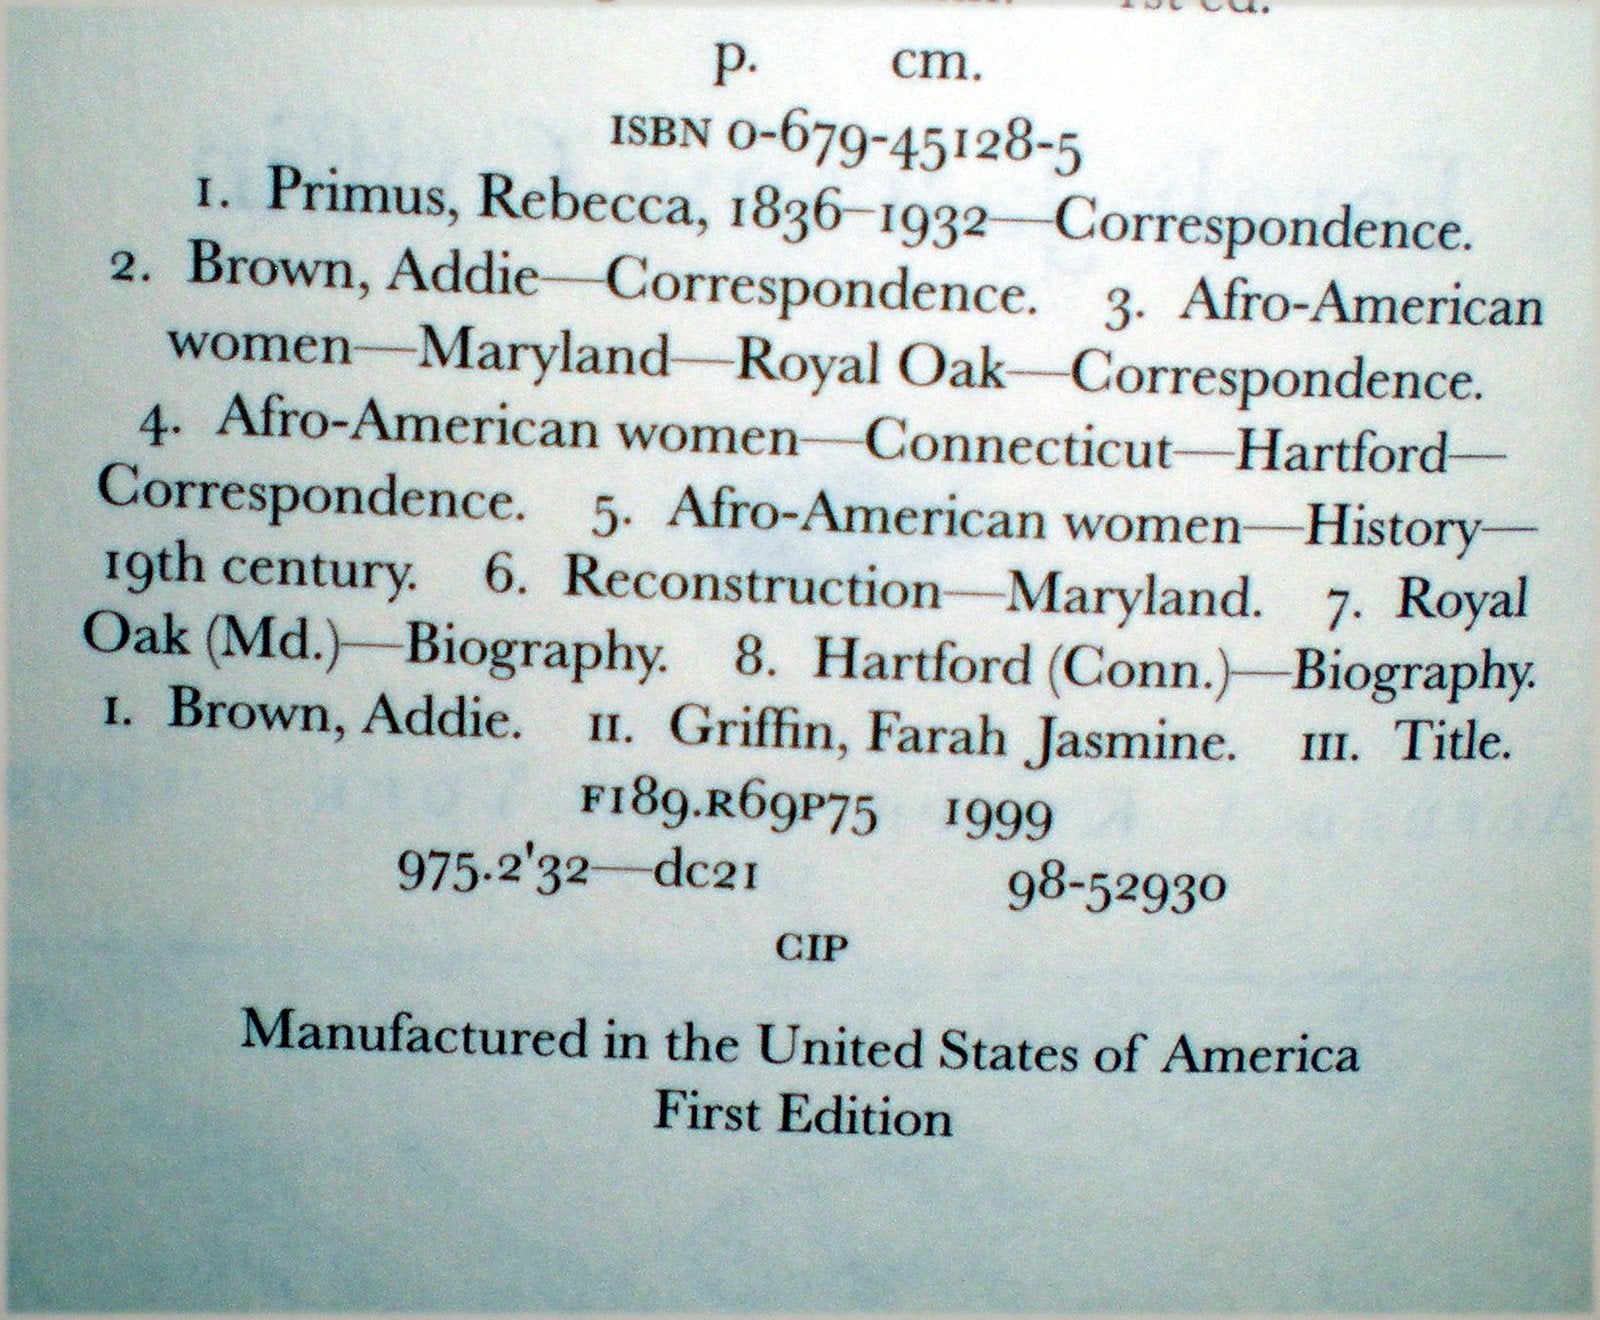 1st ed.
p. cm.
ISBN 0-679-45128-5
1. Primus, Rebecca, 1836–1932—Correspondence.
2. Brown, Addie—Correspondence. 3. Afro-American
women—Maryland—Royal Oak—Correspondence.
4. Afro-American women—Connecticut—Hartford—
Correspondence. 5. Afro-American women—History—
19th century. 6. Reconstruction—Maryland. 7. Royal
Oak (Md.)—Biography. 8. Hartford (Conn.)—Biography.
I. Brown, Addie. II. Griffin, Farah Jasmine. III. Title.
F189.R69P75 1999
975.2'32—dc21 98-52930
CIP
Manufactured in the United States of America
First Edition